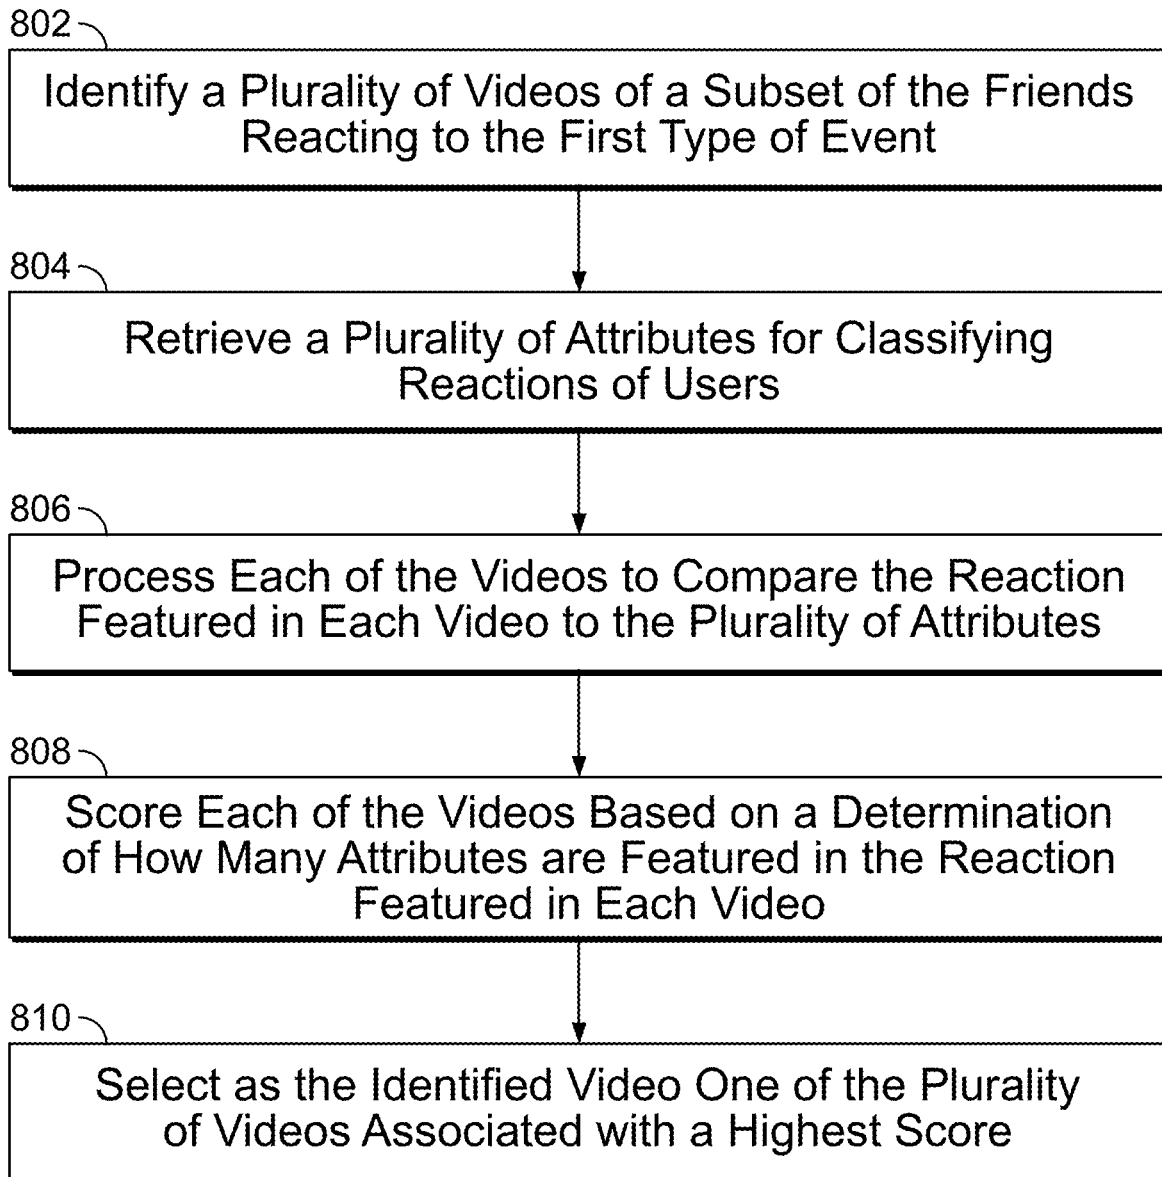 802
Identify a Plurality of Videos of a Subset of the Friends
Reacting to the First Type of Event
804
Retrieve a Plurality of Attributes for Classifying
Reactions of Users
806
Process Each of the Videos to Compare the Reaction
Featured in Each Video to the Plurality of Attributes
808
Score Each of the Videos Based on a Determination
of How Many Attributes are Featured in the Reaction
Featured in Each Video
810
Select as the Identified Video One of the Plurality
of Videos Associated with a Highest Score